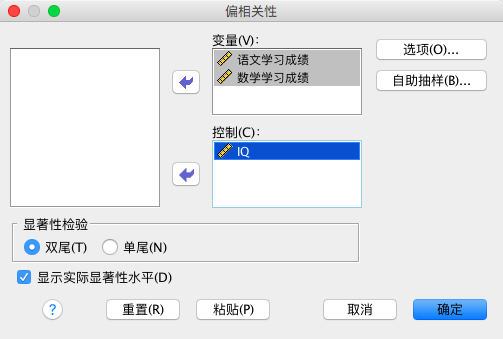 偏相关性
变量(V):
语文学习成绩
数学学习成绩
选项(O)...
自助抽样(B)...
控制(C):
IQ
显著性检验
双尾(T) 单尾(N)
显示实际显著性水平(D)
? 重置(R) 粘贴(P) 取消 确定